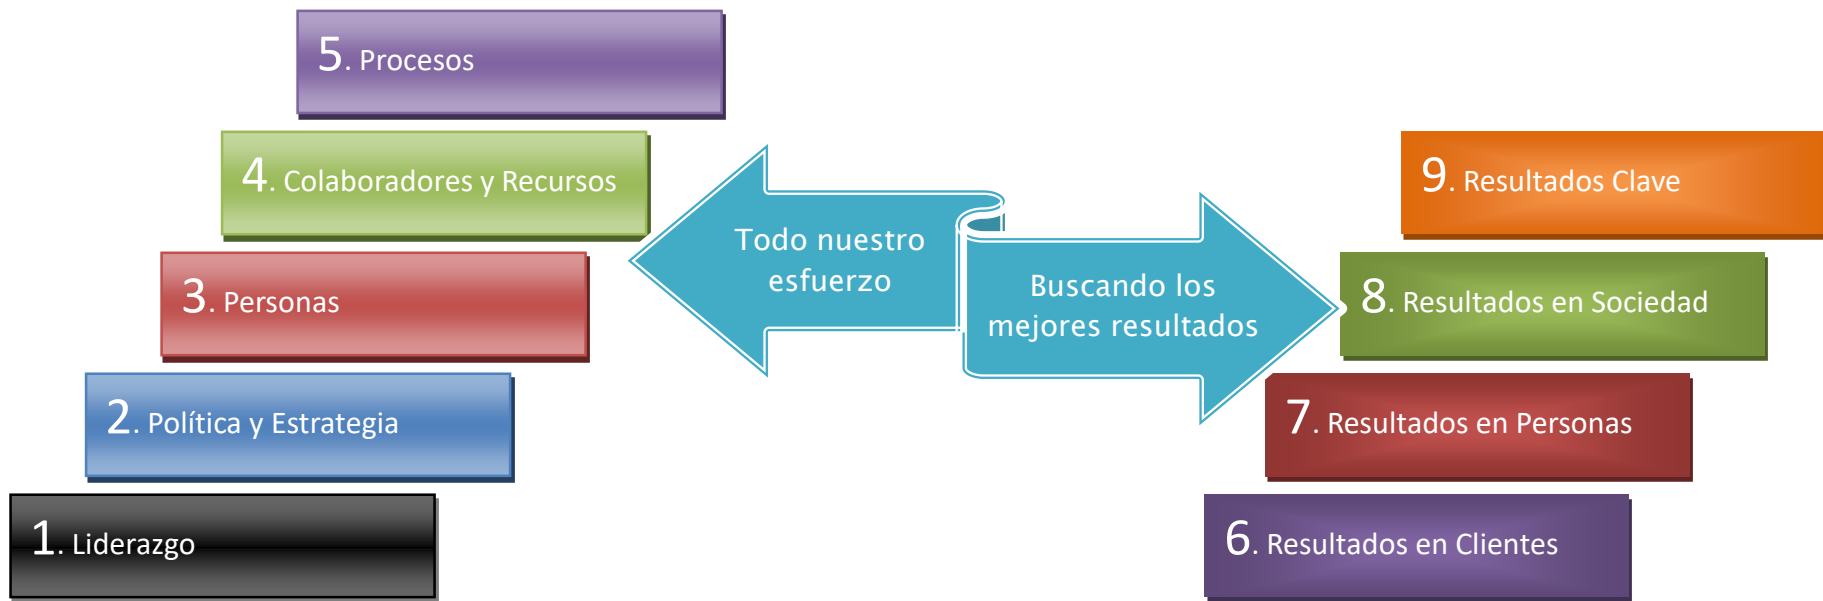 5. Procesos
4. Colaboradores y Recursos
3. Personas
2. Política y Estrategia
1. Liderazgo
Todo nuestro
esfuerzo
Buscando los
mejores resultados
9. Resultados Clave
8. Resultados en Sociedad
7. Resultados en Personas
6. Resultados en Clientes